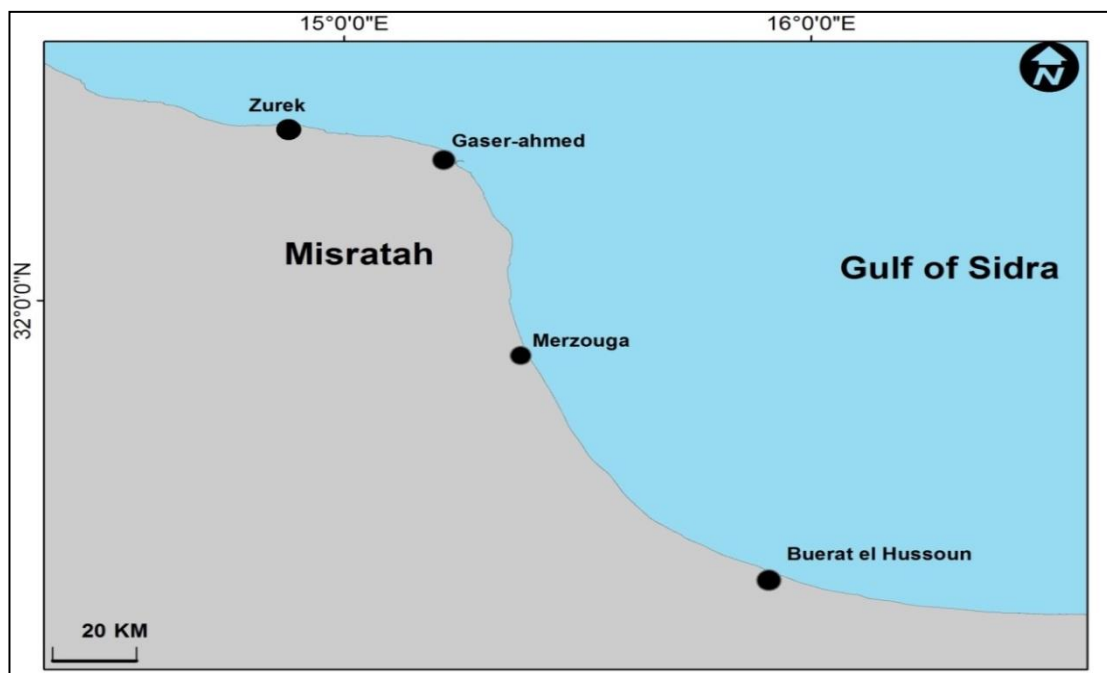 15°0'0"E
16°0'0"E
N
Zurek
Gaser-ahmed
Misratah
Gulf of Sidra
32°0'0"N
Merzouga
Buerat el Hussoun
20 KM